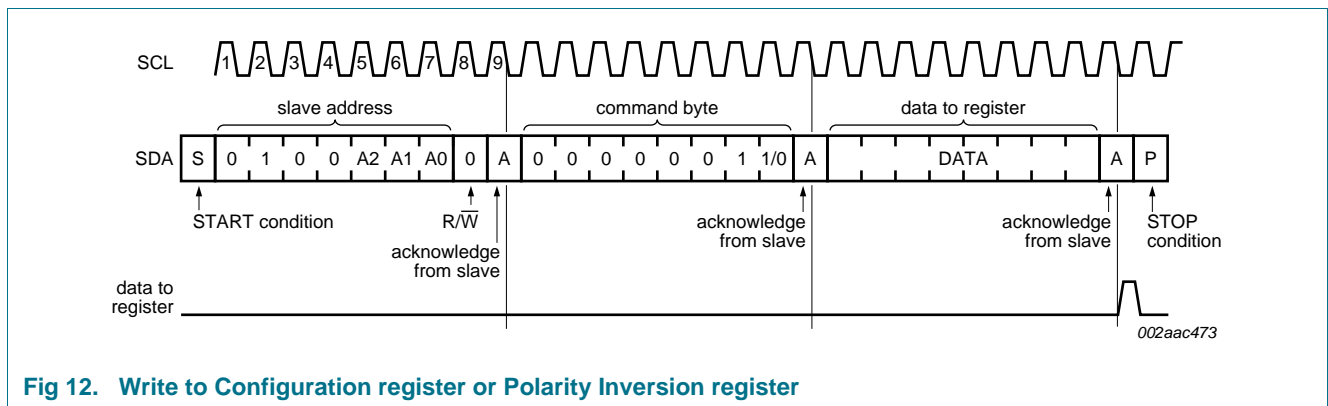 SCL 1 2 3 4 5 6 7 8 9
slave address command byte data to register
SDA S 0 1 0 0 A2 A1 A0 0 A 0 0 0 0 0 0 1 1/0 A DATA A P
START condition R/W̅ acknowledge from slave acknowledge from slave acknowledge from slave STOP condition
data to register
002aac473
Fig 12. Write to Configuration register or Polarity Inversion register